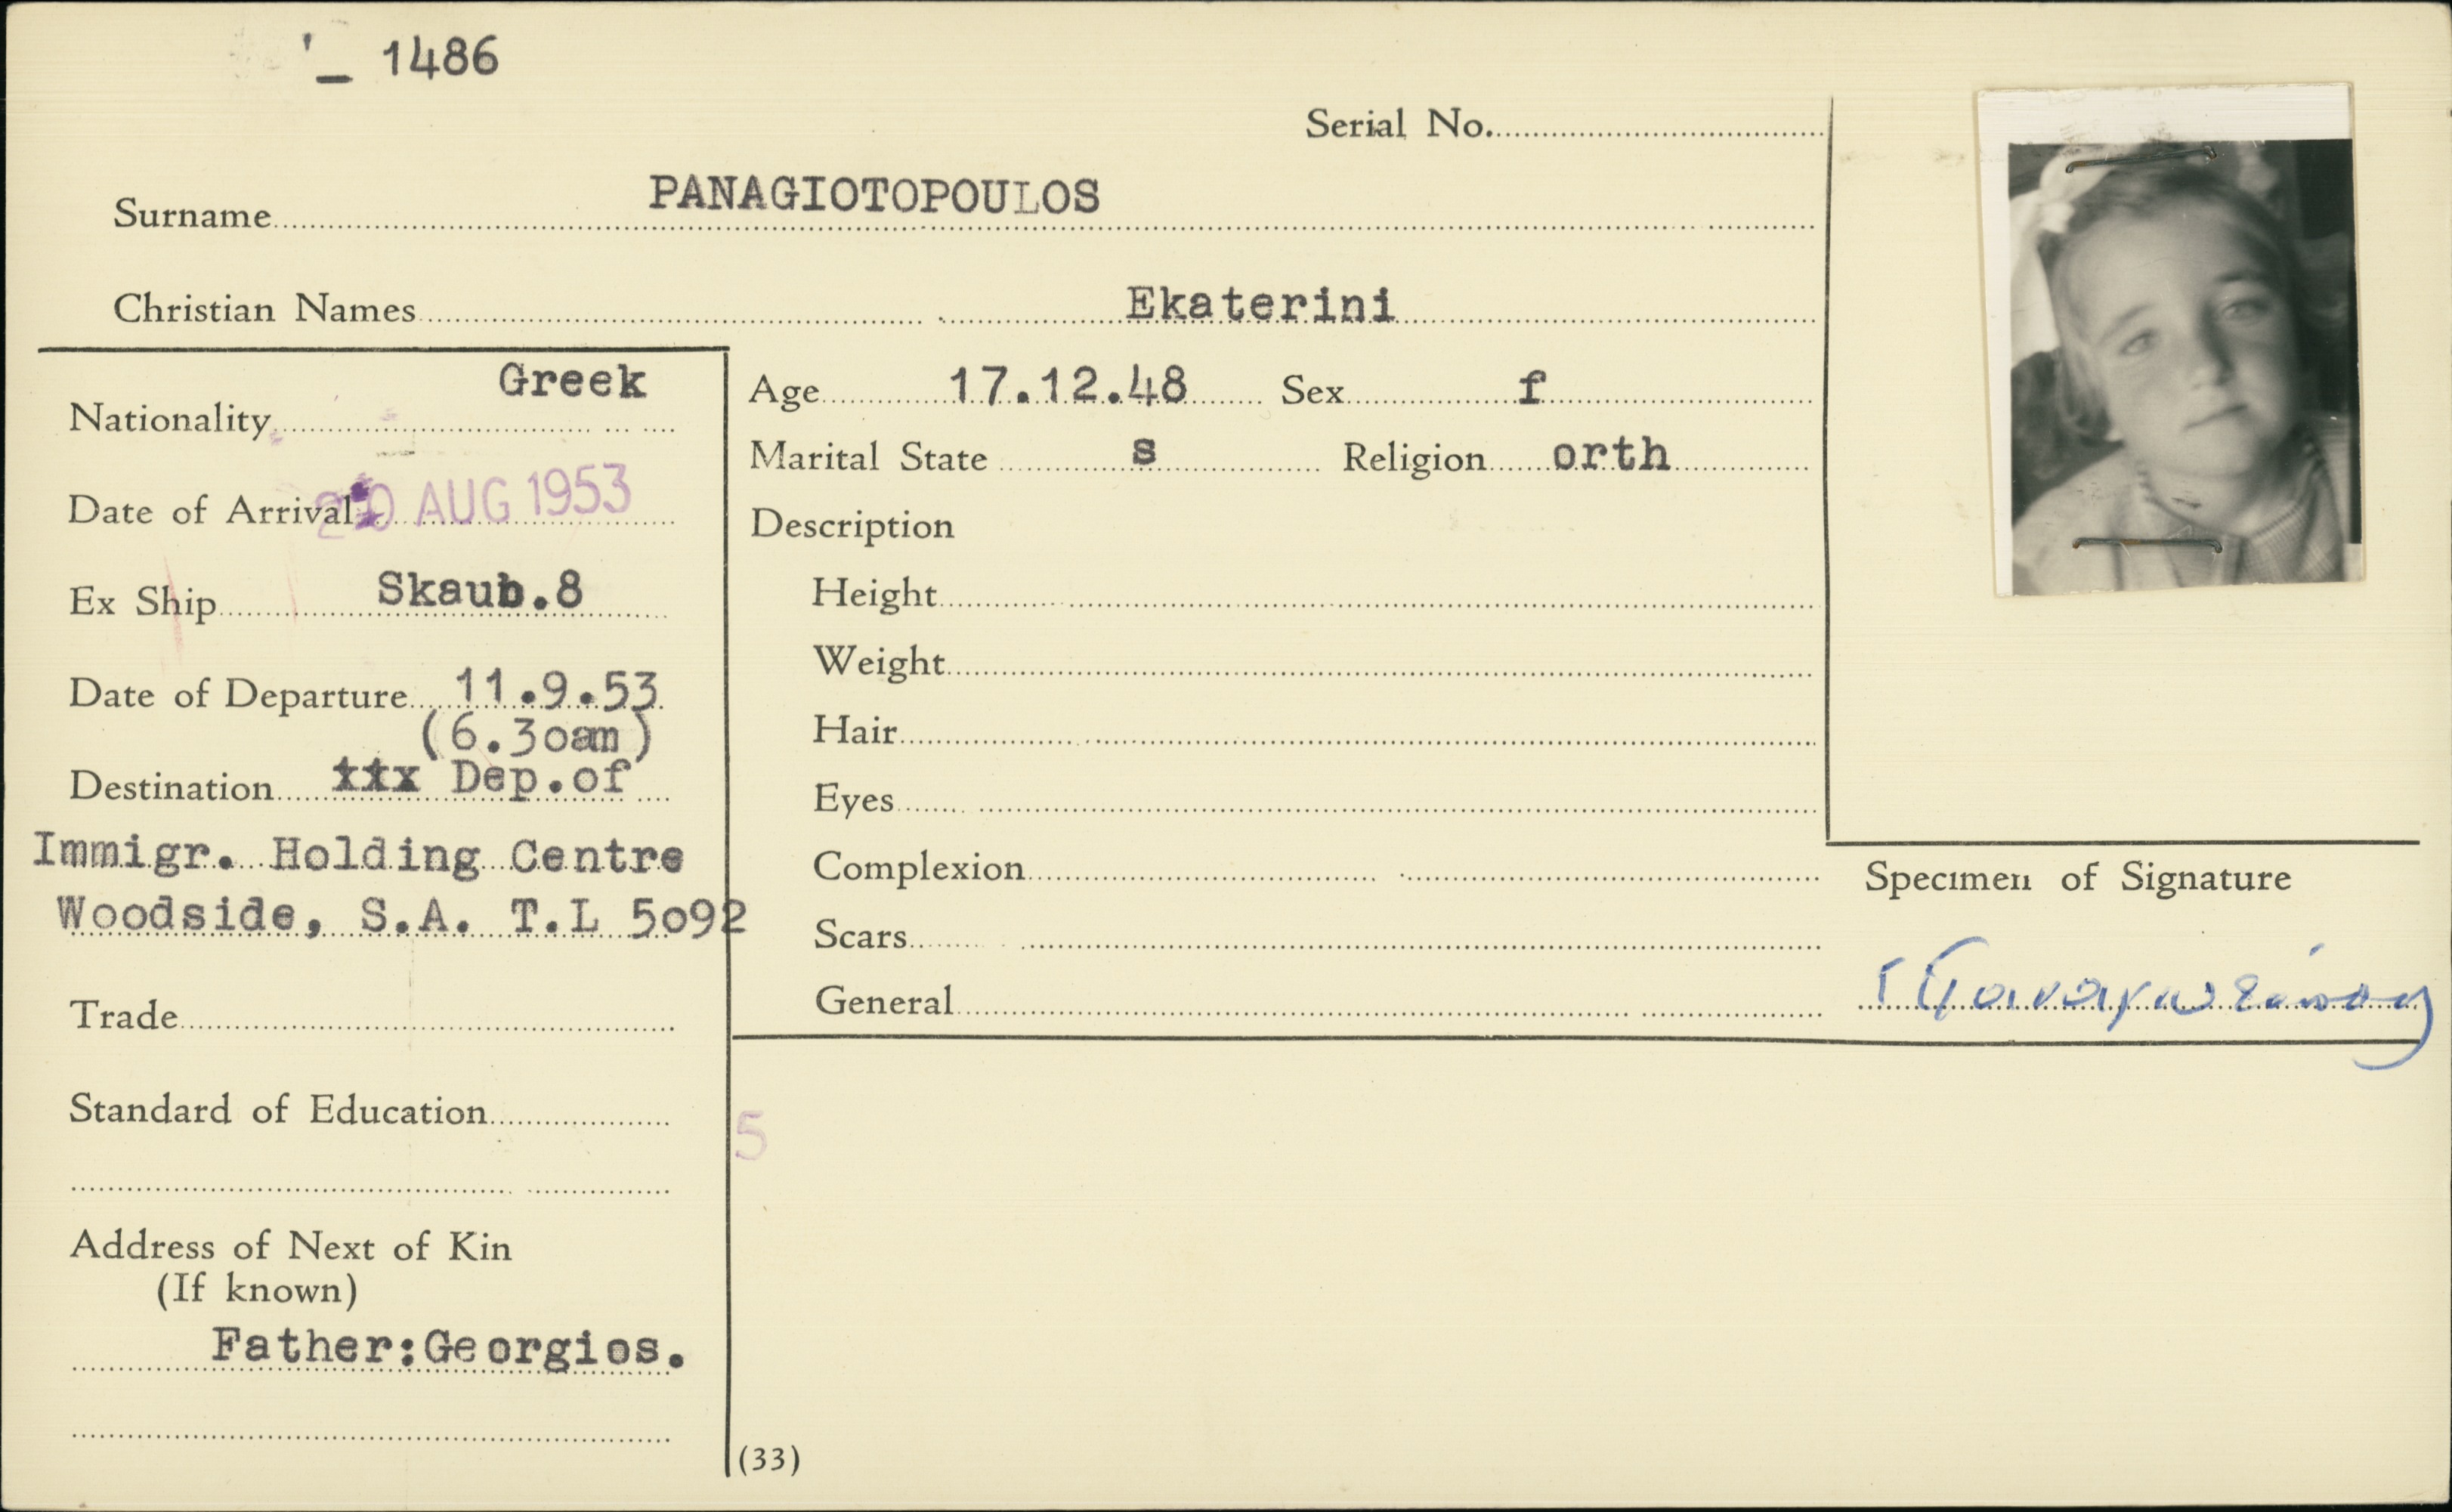 1486
Serial No.
Surname PANAGIOTOPOULOS
Christian Names Ekaterini
Nationality Greek
Date of Arrival 20 AUG 1953
Ex Ship Skaub.8
Date of Departure 11.9.53
(6.3oam)
Destination xxx Dep.of
Immigr. Holding Centre
Woodside, S.A. T.L 5o92
Trade
Standard of Education
Address of Next of Kin
(If known)
Father:Georgios.
Age 17.12.48 Sex f
Marital State s Religion orth
Description
Height
Weight
Hair
Eyes
Complexion
Scars
General
5
(33)
Specimen of Signature